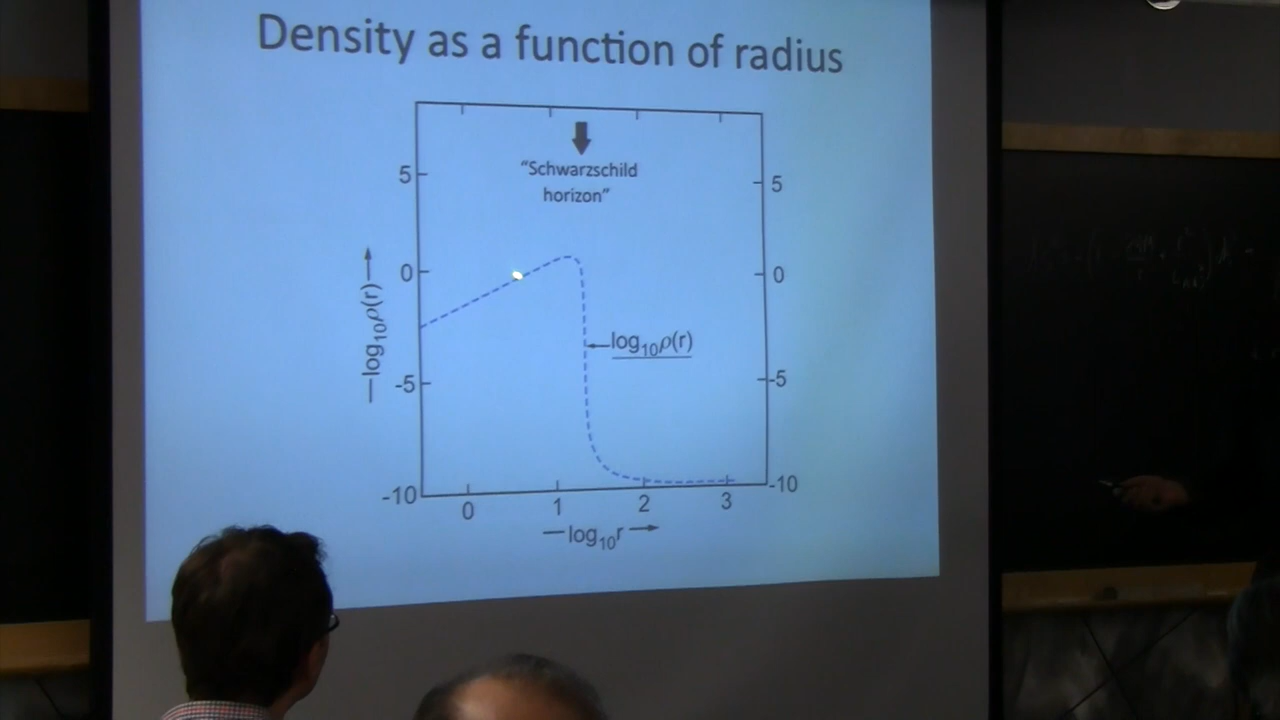 Density as a function of radius
"Schwarzschild
horizon"
5
0
-5
-10
5
0
-5
-10
—log₁₀ρ(r)→
←log₁₀ρ(r)
0 1 2 3
—log₁₀r→